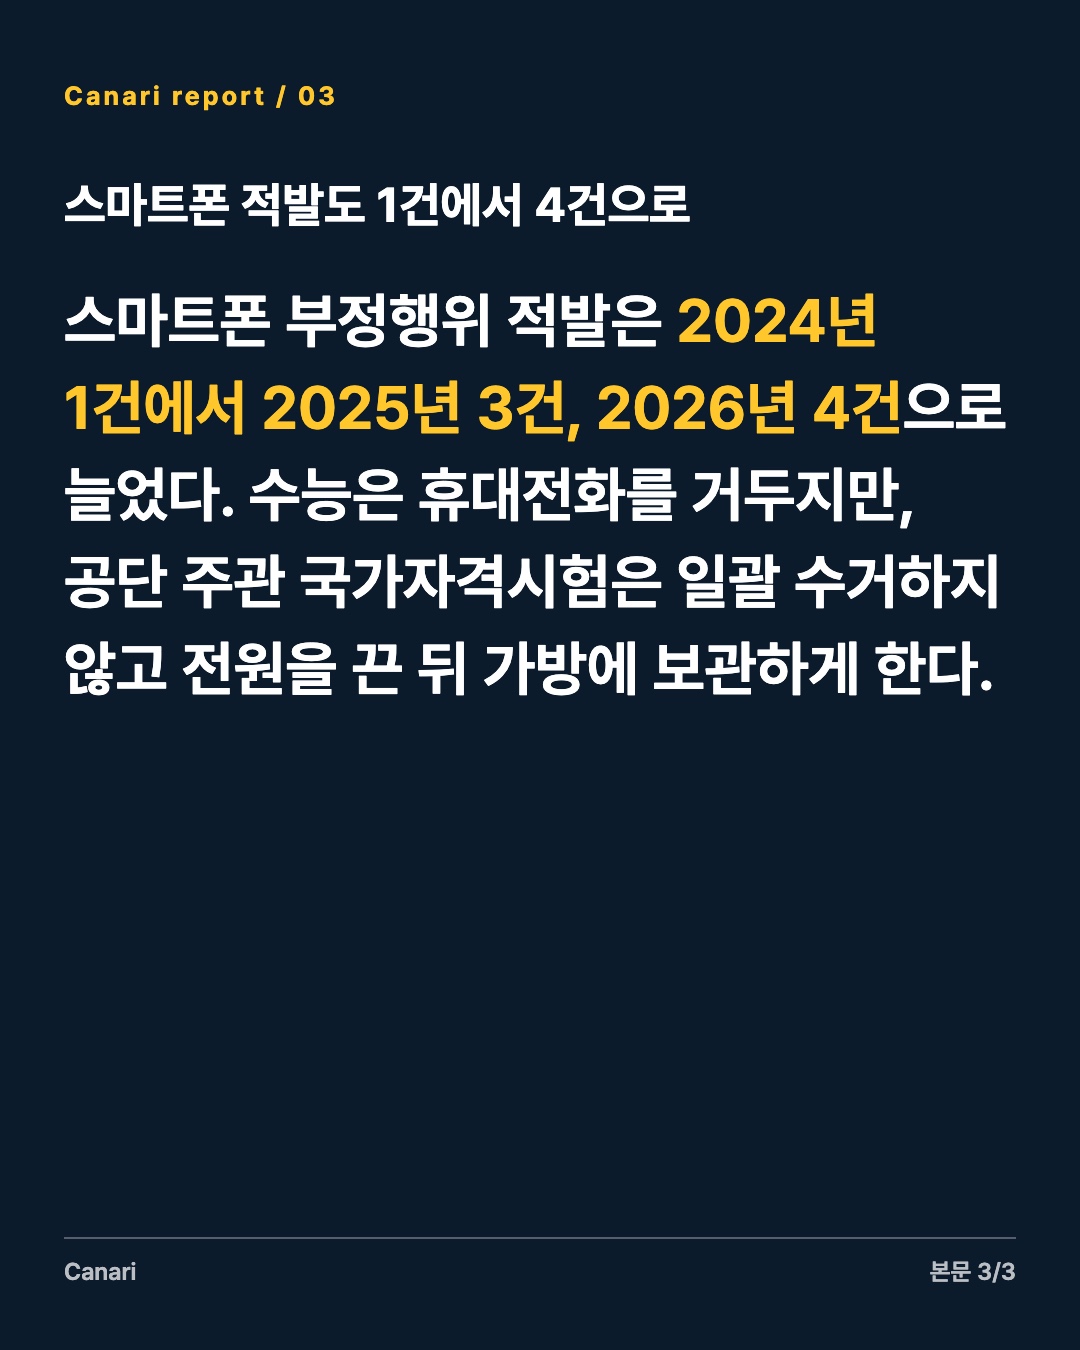 Canari report / 03
스마트폰 적발도 1건에서 4건으로
스마트폰 부정행위 적발은 2024년
1건에서 2025년 3건, 2026년 4건으로
늘었다. 수능은 휴대전화를 거두지만,
공단 주관 국가자격시험은 일괄 수거하지
않고 전원을 끈 뒤 가방에 보관하게 한다.
Canari
본문 3/3